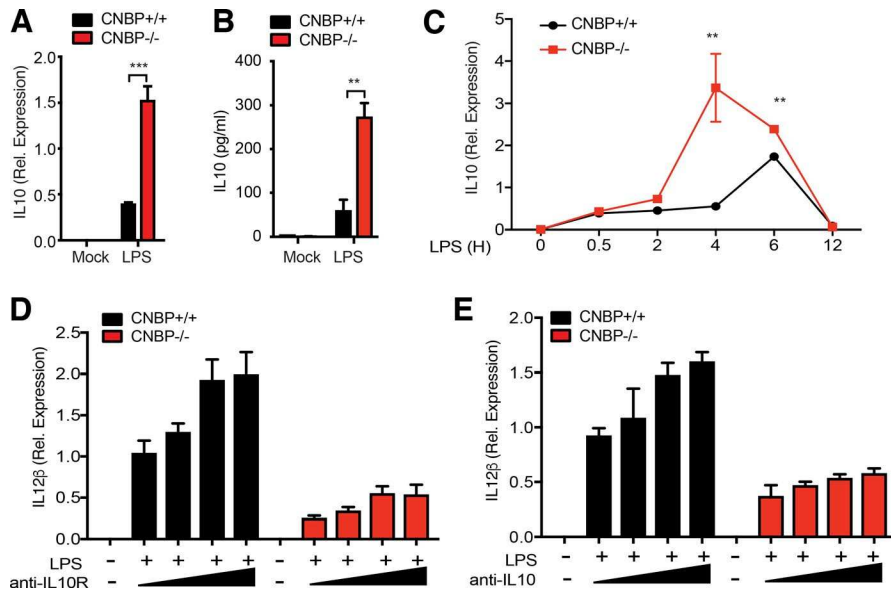 A
CNBP+/+
CNBP-/-
***
2.0
1.5
1.0
0.5
0.0
IL10 (Rel. Expression)
Mock LPS
B
CNBP+/+
CNBP-/-
**
400
300
200
100
0
IL10 (pg/ml)
Mock LPS
C
CNBP+/+
CNBP-/-
**
**
5
4
3
2
1
0
IL10 (Rel. Expression)
LPS (H) 0 0.5 2 4 6 12
D
CNBP+/+
CNBP-/-
2.5
2.0
1.5
1.0
0.5
0.0
IL12β (Rel. Expression)
LPS - + + + + - + + + +
anti-IL10R - -
E
CNBP+/+
CNBP-/-
2.0
1.5
1.0
0.5
0.0
IL12β (Rel. Expression)
LPS - + + + + - + + + +
anti-IL10 - -